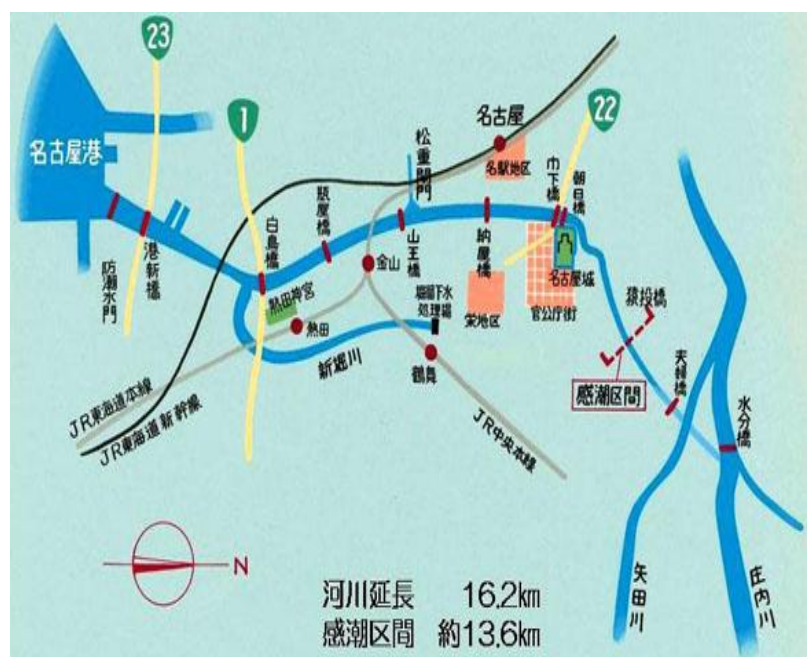 23
1
22
名古屋港
名古屋
名駅地区
松重閘門
巾下橋
朝日橋
白鳥橋
瓶屋橋
山王橋
納屋橋
港新橋
防潮水門
金山
熱田神宮
熱田
堀留下水
処理場
栄地区
官公庁街
名古屋城
猿投橋
感潮区間
天神橋
水分橋
新堀川
鶴舞
JR東海道本線
JR東海道新幹線
JR中央本線
N
矢田川
庄内川
河川延長 16.2km
感潮区間 約13.6km